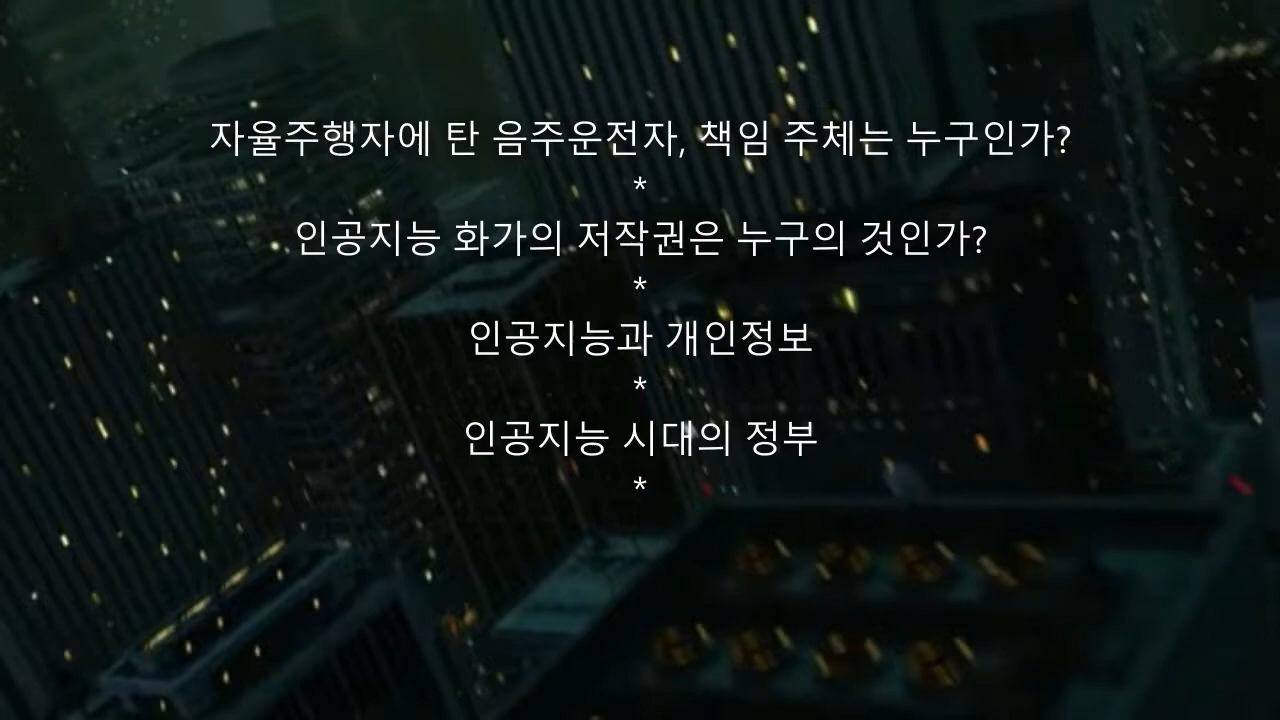 자율주행자에 탄 음주운전자, 책임 주체는 누구인가?
*
인공지능 화가의 저작권은 누구의 것인가?
*
인공지능과 개인정보
*
인공지능 시대의 정부
*